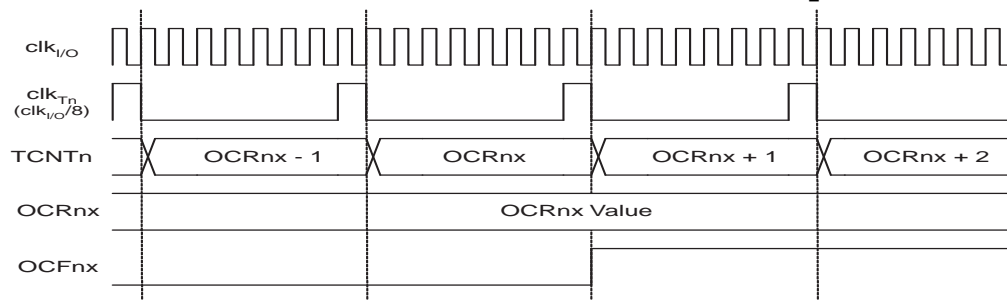 clkI/O
clkTn
(clkI/O/8)
TCNTn OCRnx - 1 OCRnx OCRnx + 1 OCRnx + 2
OCRnx OCRnx Value
OCFnx